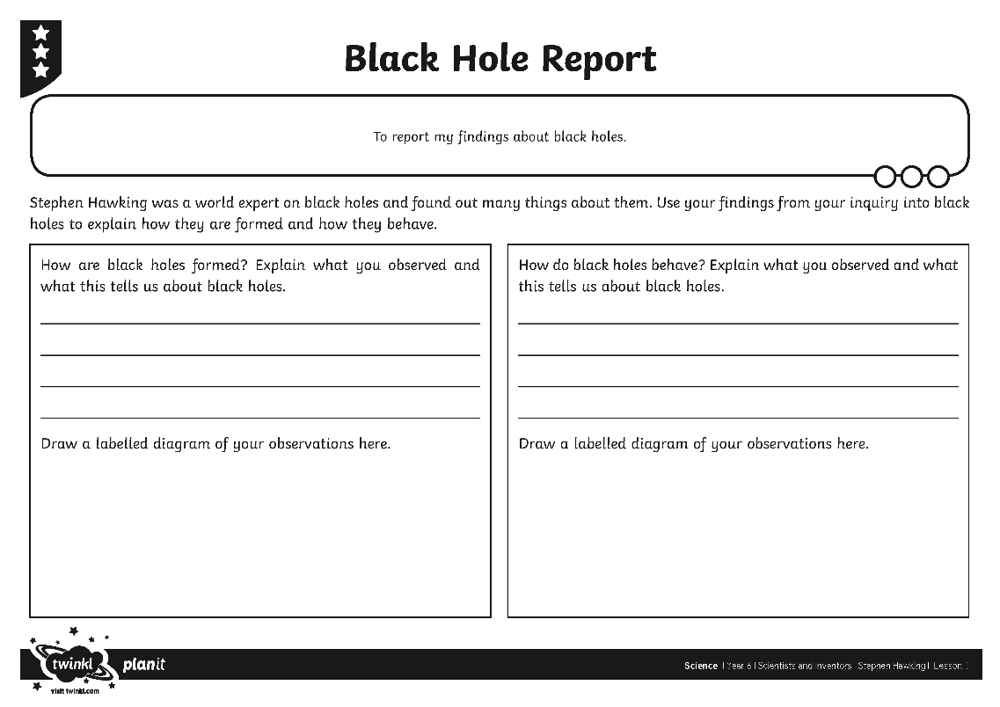 Black Hole Report
To report my findings about black holes.
Stephen Hawking was a world expert on black holes and found out many things about them. Use your findings from your inquiry into black
holes to explain how they are formed and how they behave.
How are black holes formed? Explain what you observed and
what this tells us about black holes.
Draw a labelled diagram of your observations here.
How do black holes behave? Explain what you observed and what
this tells us about black holes.
Draw a labelled diagram of your observations here.
twinkl planit
visit twinkl.com
Science | Year 6 | Scientists and Inventors | Stephen Hawking | Lesson